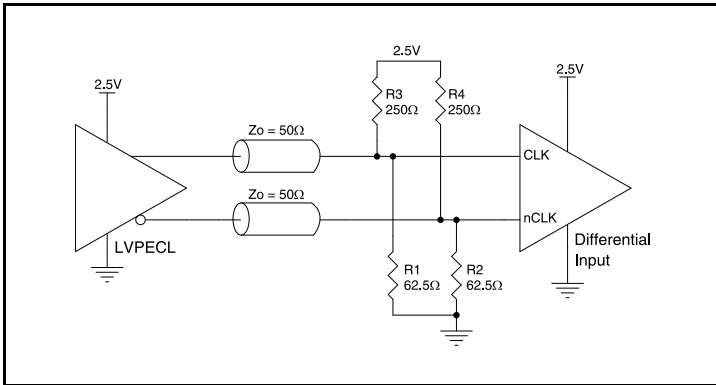 2.5V
2.5V
2.5V
R3
250Ω
R4
250Ω
Zo = 50Ω
CLK
Zo = 50Ω
nCLK
LVPECL
Differential
Input
R1
62.5Ω
R2
62.5Ω